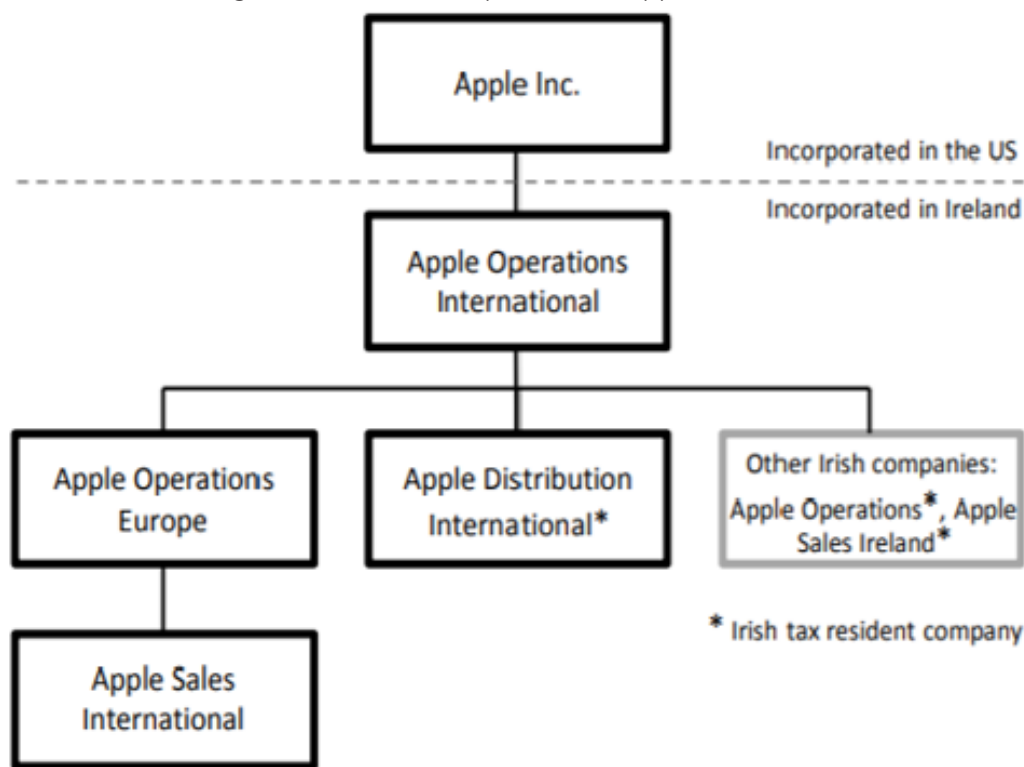 Apple Inc.
Incorporated in the US
Incorporated in Ireland
Apple Operations
International
Apple Operations
Europe
Apple Distribution
International*
Other Irish companies:
Apple Operations*, Apple
Sales Ireland*
* Irish tax resident company
Apple Sales
International